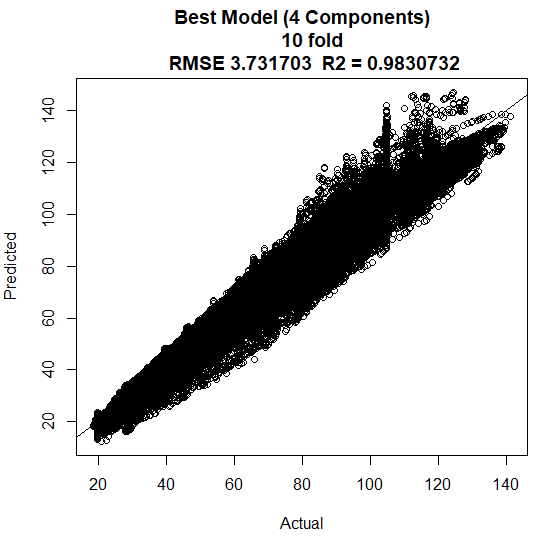 Best Model (4 Components)
10 fold
RMSE 3.731703 R2 = 0.9830732
140
120
100
80
60
40
20
Predicted
20 40 60 80 100 120 140
Actual